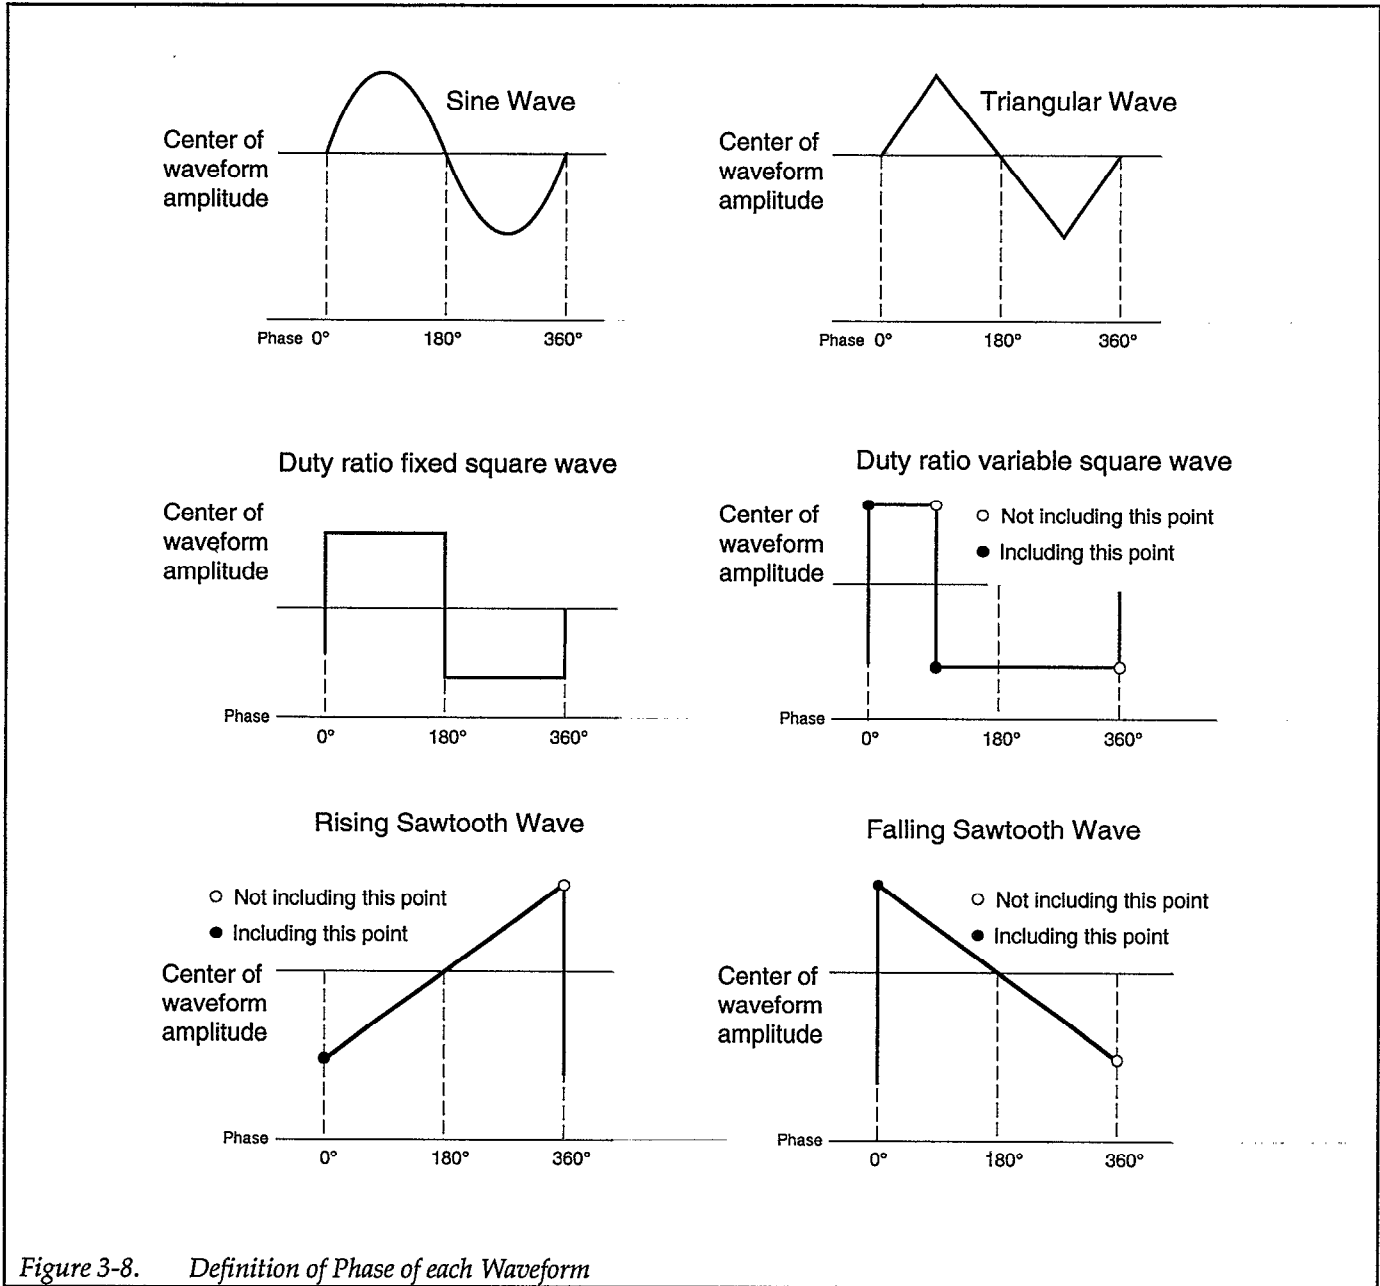 Sine Wave
Center of
waveform
amplitude
Phase 0° 180° 360°
Triangular Wave
Center of
waveform
amplitude
Phase 0° 180° 360°
Duty ratio fixed square wave
Center of
waveform
amplitude
Phase
0° 180° 360°
Duty ratio variable square wave
Center of
waveform
amplitude
Not including this point
Including this point
Phase
0° 180° 360°
Rising Sawtooth Wave
Not including this point
Including this point
Center of
waveform
amplitude
Phase
0° 180° 360°
Falling Sawtooth Wave
Not including this point
Including this point
Center of
waveform
amplitude
Phase
0° 180° 360°
Figure 3-8. Definition of Phase of each Waveform